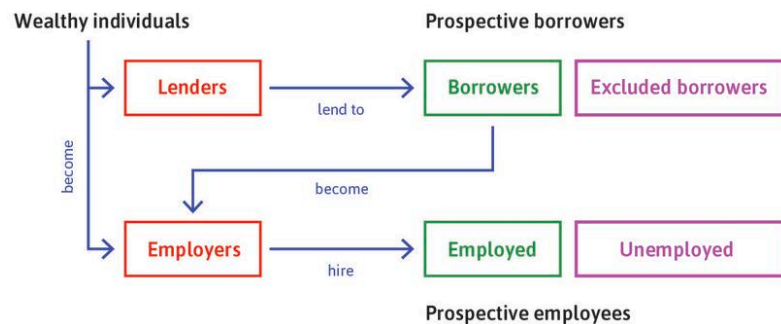 Wealthy individuals
Prospective borrowers
Lenders
lend to
Borrowers
Excluded borrowers
become
become
Employers
hire
Employed
Unemployed
Prospective employees